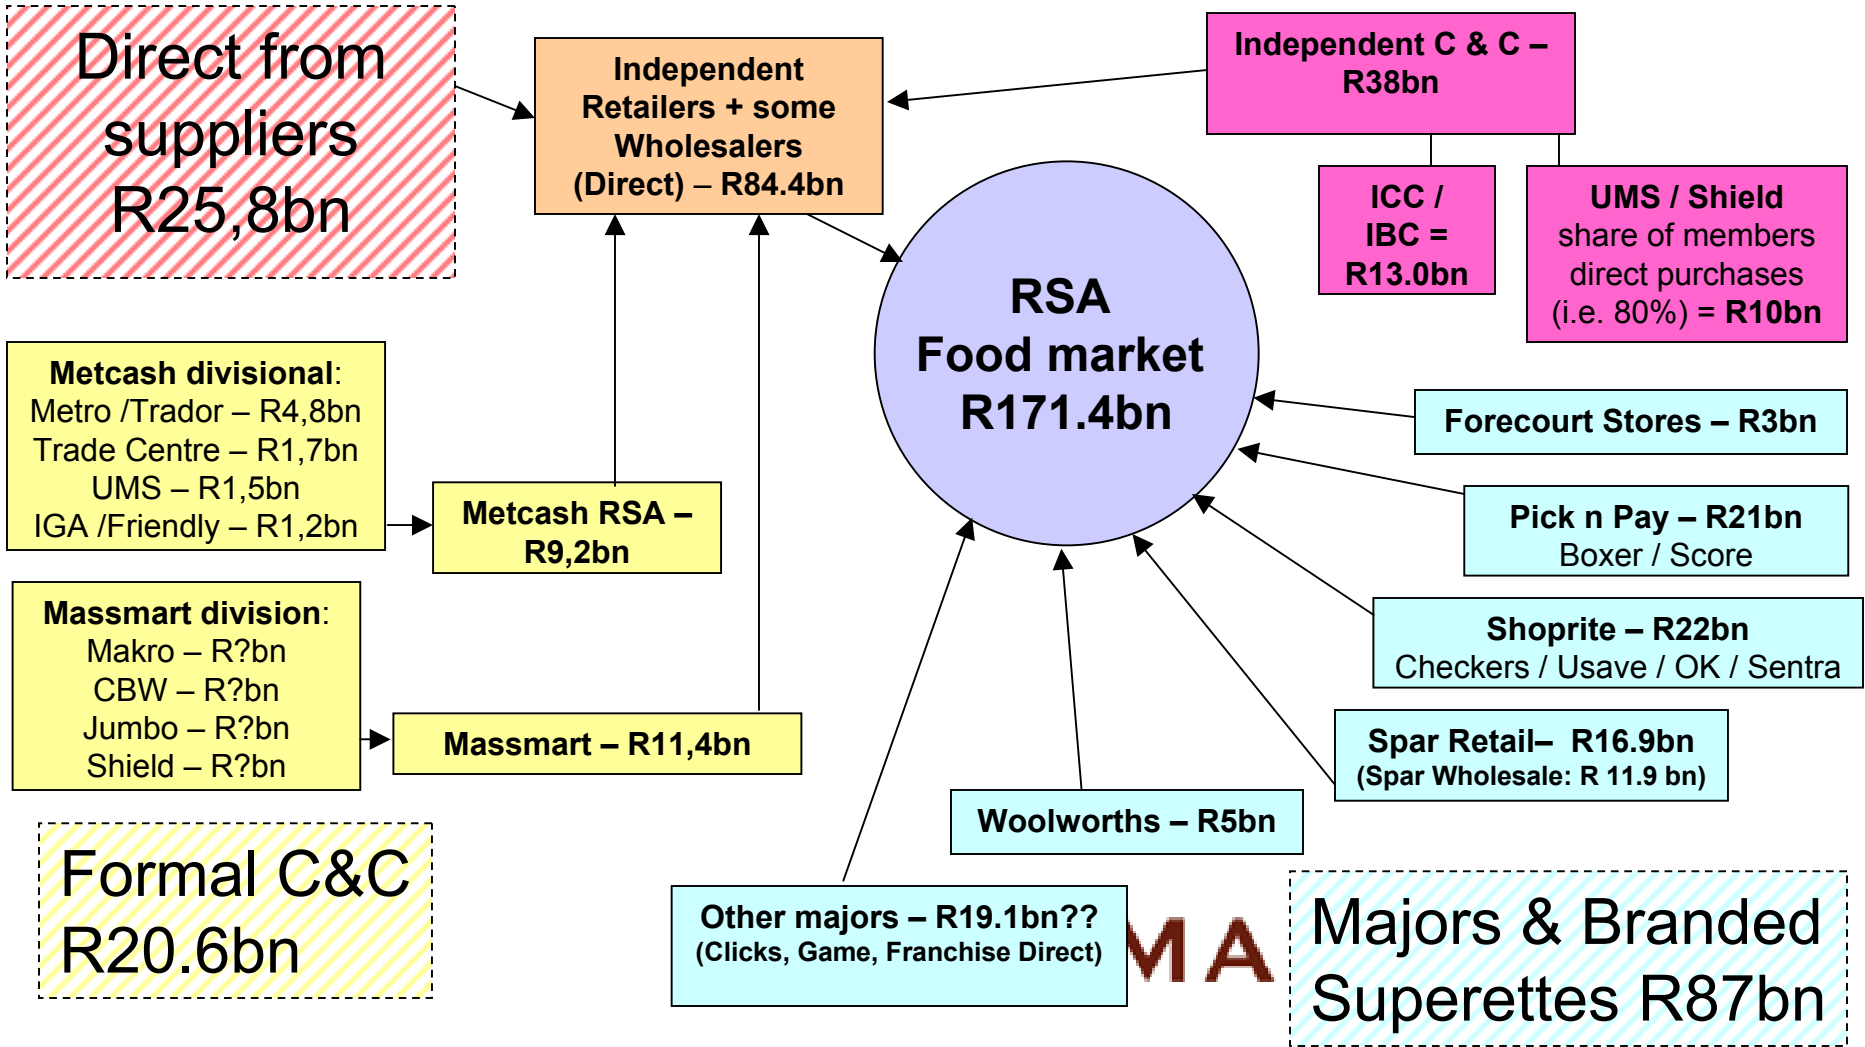 Direct from
suppliers
R25,8bn
Independent
Retailers + some
Wholesalers
(Direct) – R84.4bn
Independent C & C –
R38bn
ICC /
IBC =
R13.0bn
UMS / Shield
share of members
direct purchases
(i.e. 80%) = R10bn
RSA
Food market
R171.4bn
Metcash divisional:
Metro /Trador – R4,8bn
Trade Centre – R1,7bn
UMS – R1,5bn
IGA /Friendly – R1,2bn
Metcash RSA –
R9,2bn
Massmart division:
Makro – R?bn
CBW – R?bn
Jumbo – R?bn
Shield – R?bn
Massmart – R11,4bn
Forecourt Stores – R3bn
Pick n Pay – R21bn
Boxer / Score
Shoprite – R22bn
Checkers / Usave / OK / Sentra
Spar Retail– R16.9bn
(Spar Wholesale: R 11.9 bn)
Woolworths – R5bn
Other majors – R19.1bn??
(Clicks, Game, Franchise Direct)
MA
Formal C&C
R20.6bn
Majors & Branded
Superettes R87bn